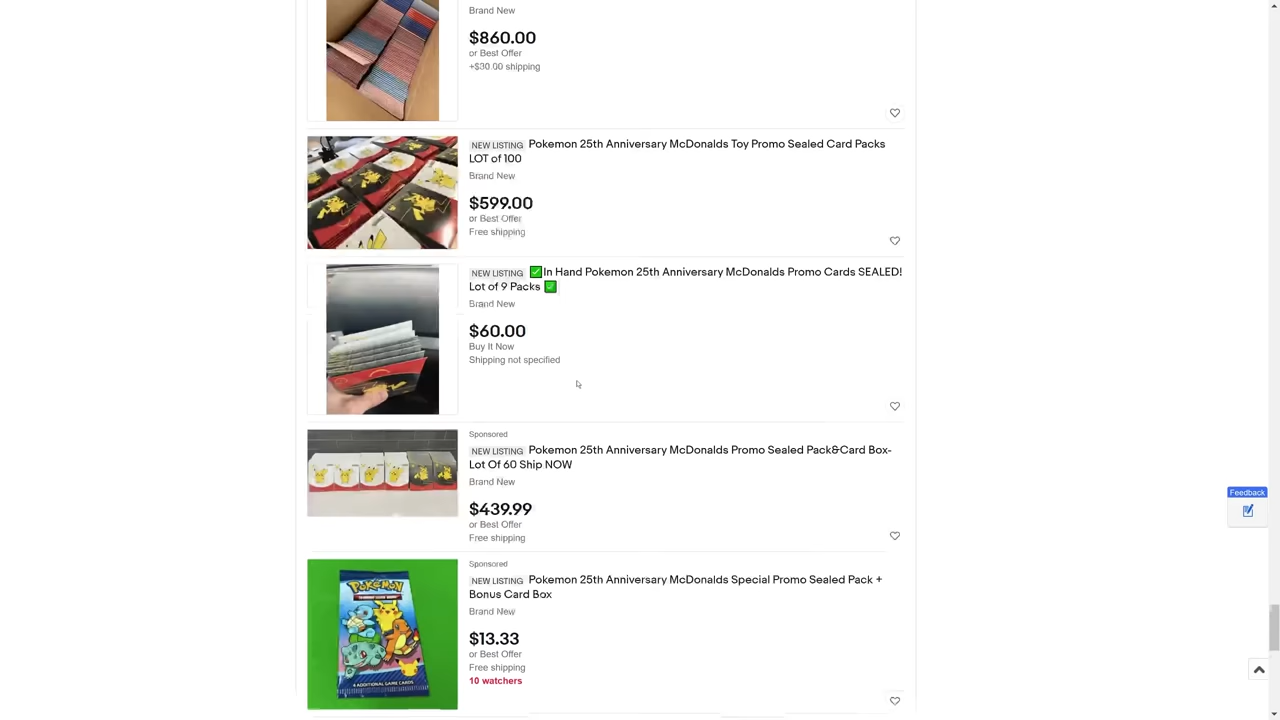 Brand New
$860.00
or Best Offer
+$30.00 shipping
NEW LISTING Pokemon 25th Anniversary McDonalds Toy Promo Sealed Card Packs
LOT of 100
Brand New
$599.00
or Best Offer
Free shipping
NEW LISTING ✅In Hand Pokemon 25th Anniversary McDonalds Promo Cards SEALED!
Lot of 9 Packs ✅
Brand New
$60.00
Buy It Now
Shipping not specified
Sponsored
NEW LISTING Pokemon 25th Anniversary McDonalds Promo Sealed Pack&Card Box-
Lot Of 60 Ship NOW
Brand New
$439.99
or Best Offer
Free shipping
Feedback
Sponsored
NEW LISTING Pokemon 25th Anniversary McDonalds Special Promo Sealed Pack +
Bonus Card Box
Brand New
$13.33
or Best Offer
Free shipping
10 watchers
POKéMON
4 ADDITIONAL GAME CARDS